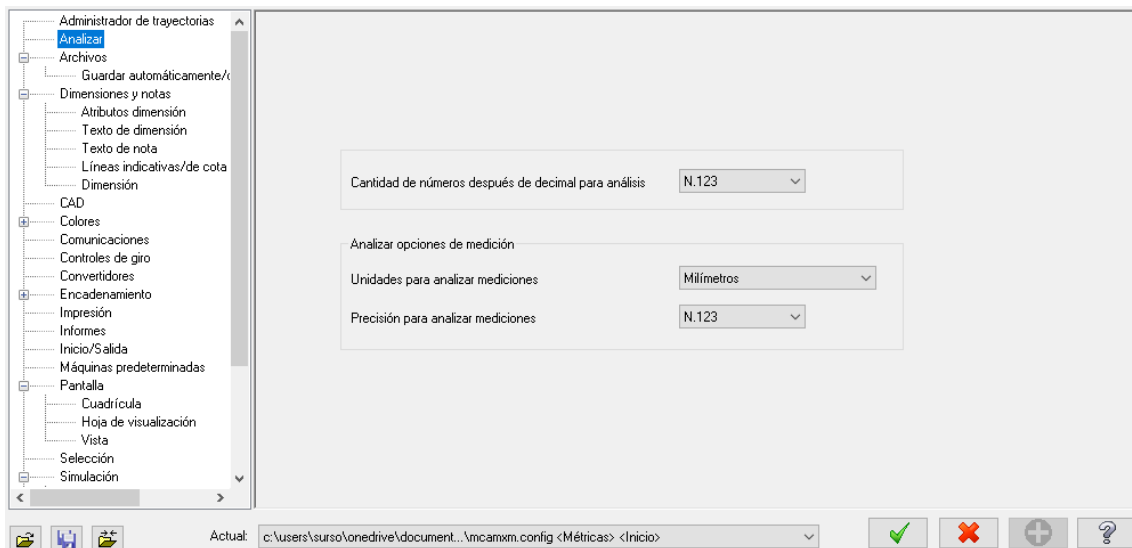 Administrador de trayectorias
Analizar
Archivos
Guardar automáticamente/
Dimensiones y notas
Atributos dimensión
Texto de dimensión
Texto de nota
Líneas indicativas/de cota
Dimensión
CAD
Colores
Comunicaciones
Controles de giro
Convertidores
Encadenamiento
Impresión
Informes
Inicio/Salida
Máquinas predeterminadas
Pantalla
Cuadrícula
Hoja de visualización
Vista
Selección
Simulación
Cantidad de números después de decimal para análisis N.123
Analizar opciones de medición
Unidades para analizar mediciones Milímetros
Precisión para analizar mediciones N.123
Actual: c:\users\surso\onedrive\document...\mcamxm.config <Métricas> <Inicio>